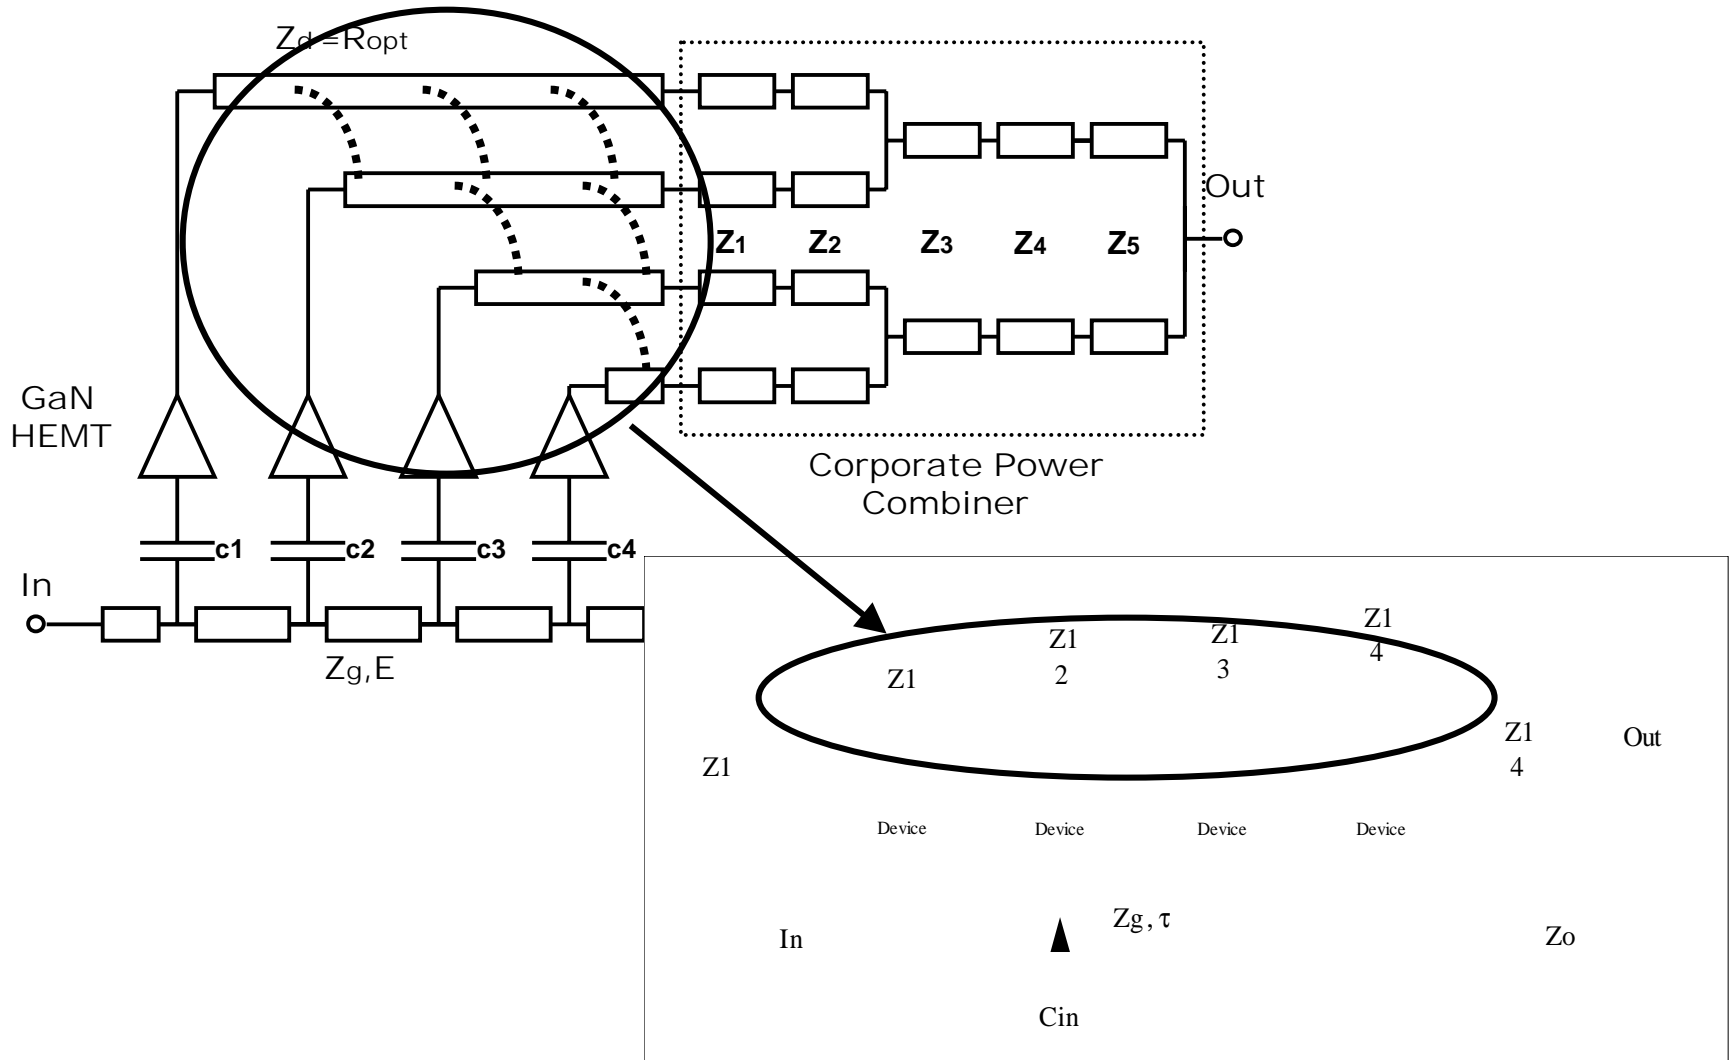 Zd =Ropt
Out
Z1 Z2 Z3 Z4 Z5
GaN
HEMT
Corporate Power
Combiner
c1 c2 c3 c4
In
Zg,E
Z1
2
Z1
3
Z1
4
Z1
Z1
4
Out
Z1
Device Device Device Device
Zg, τ
In
Zo
Cin